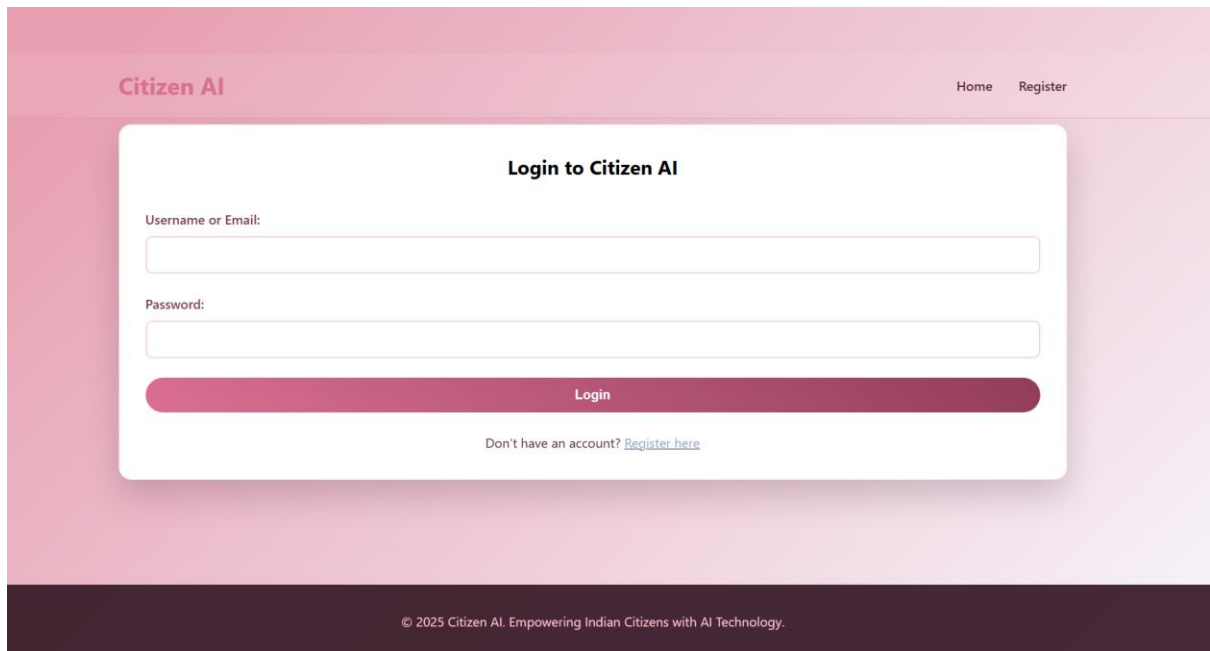 Citizen AI
Home Register
Login to Citizen AI
Username or Email:
Password:
Login
Don't have an account? Register here
© 2025 Citizen AI. Empowering Indian Citizens with AI Technology.